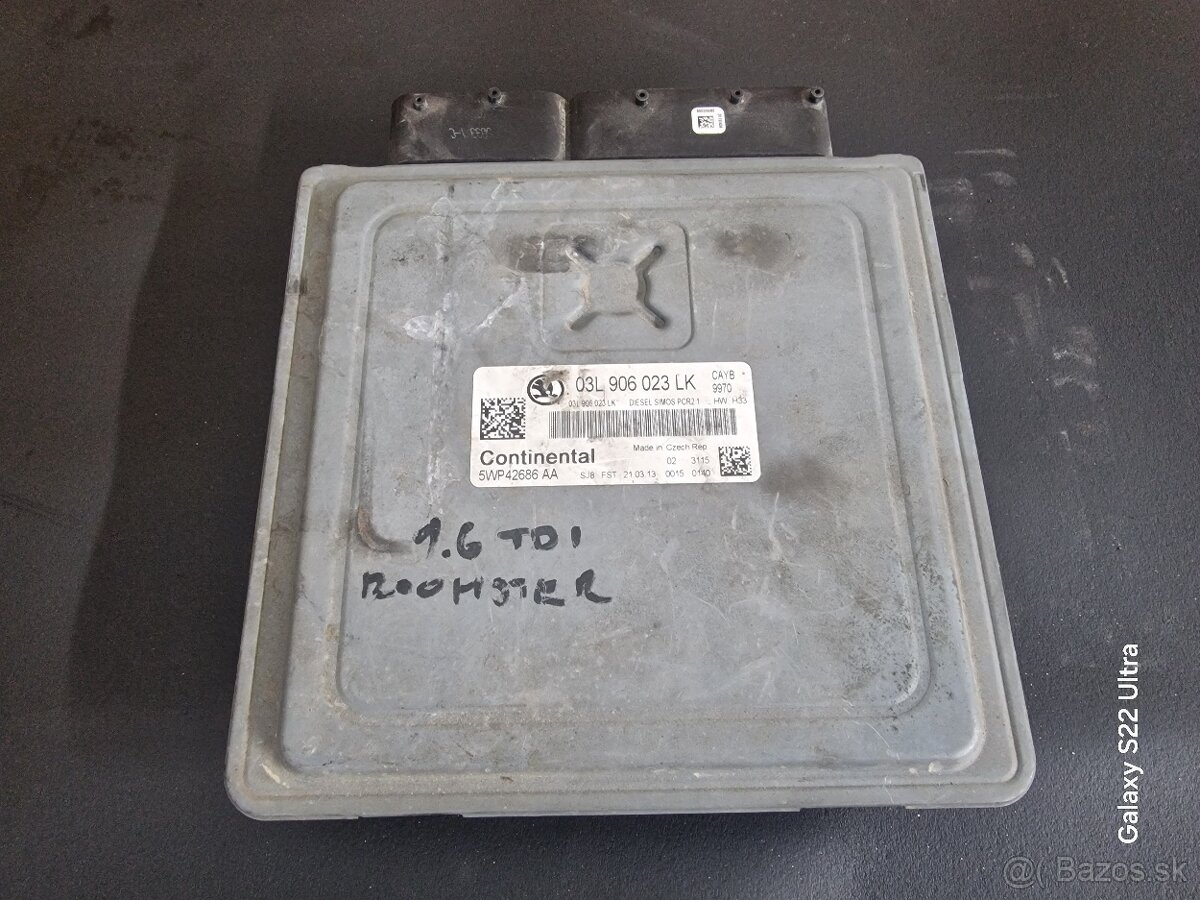 03L 906 023 LK
CAYB
9970
03L 906 023 LK DIESEL SIMOS PCR2.1 HW H33
Made in Czech Rep
Continental
02 3115
5WP42686 AA SJ8 FST 21.03.13 0015 0140
1.6 TDI
ROOMSTER
Galaxy S22 Ultra
@( Bazos.sk